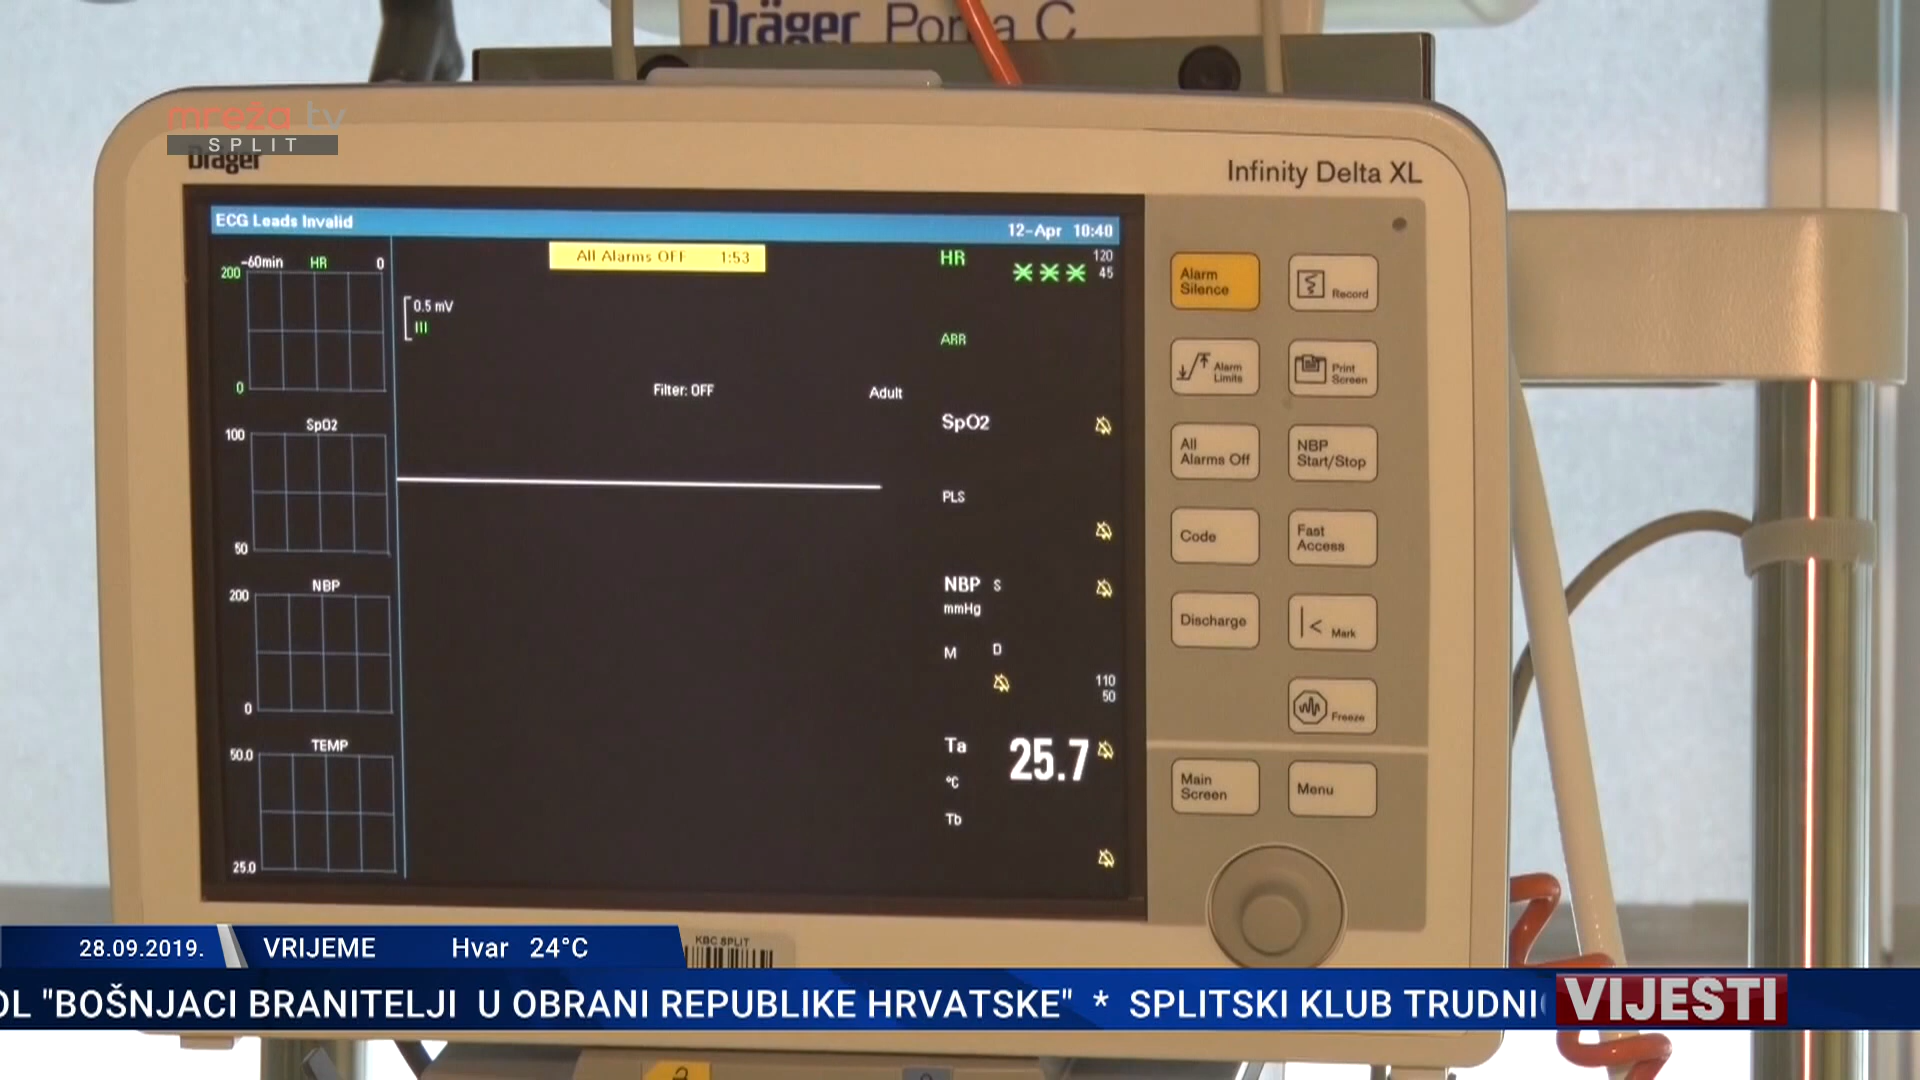 Dräger
C
mreža tv
SPLIT
Dräger
Infinity Delta XL
ECG Leads Invalid
12-Apr 10:40
All Alarms OFF 1:53
-60min HR 0
200
0
0.5 mV
III
Filter: OFF
Adult
HR
120
45
***
ARR
SpO2
100
50
SpO2
PLS
NBP
200
0
NBP S
mmHg
M D
110
50
TEMP
50.0
25.0
Ta 25.7
°C
Tb
Alarm
Silence
Record
Alarm
Limits
Print
Screen
All
Alarms Off
NBP
Start/Stop
Code
Fast
Access
Discharge
Mark
Freeze
Main
Screen
Menu
KBC SPLIT
28.09.2019.
VRIJEME
Hvar 24°C
OL "BOŠNJACI BRANITELJI U OBRANI REPUBLIKE HRVATSKE" * SPLITSKI KLUB TRUDNI
VIJESTI